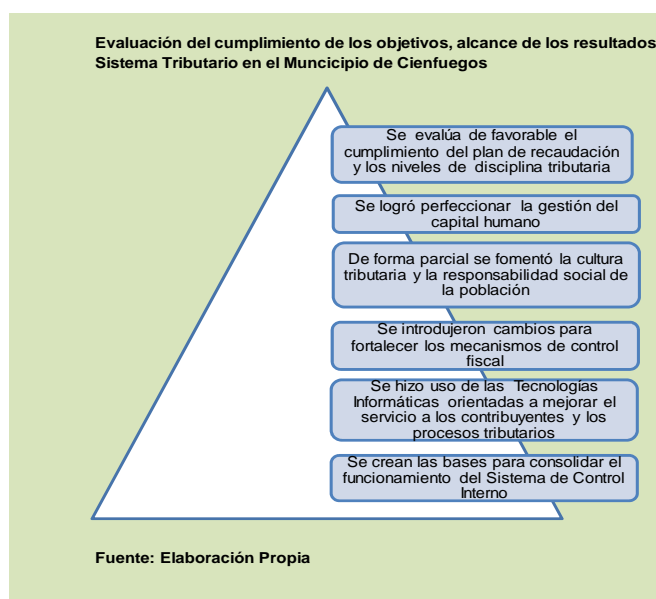 Evaluación del cumplimiento de los objetivos, alcance de los resultados
Sistema Tributario en el Muncicipio de Cienfuegos
Se evalúa de favorable el
cumplimiento del plan de recaudación
y los niveles de disciplina tributaria
Se logró perfeccionar la gestión del
capital humano
De forma parcial se fomentó la cultura
tributaria y la responsabilidad social de
la población
Se introdujeron cambios para
fortalecer los mecanismos de control
fiscal
Se hizo uso de las Tecnologías
Informáticas orientadas a mejorar el
servicio a los contribuyentes y los
procesos tributarios
Se crean las bases para consolidar el
funcionamiento del Sistema de Control
Interno
Fuente: Elaboración Propia